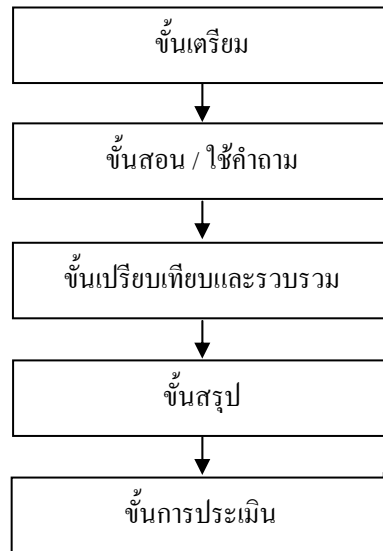 ขั้นเตรียม
ขั้นสอน / ใช้คำถาม
ขั้นเปรียบเทียบและรวบรวม
ขั้นสรุป
ขั้นการประเมิน